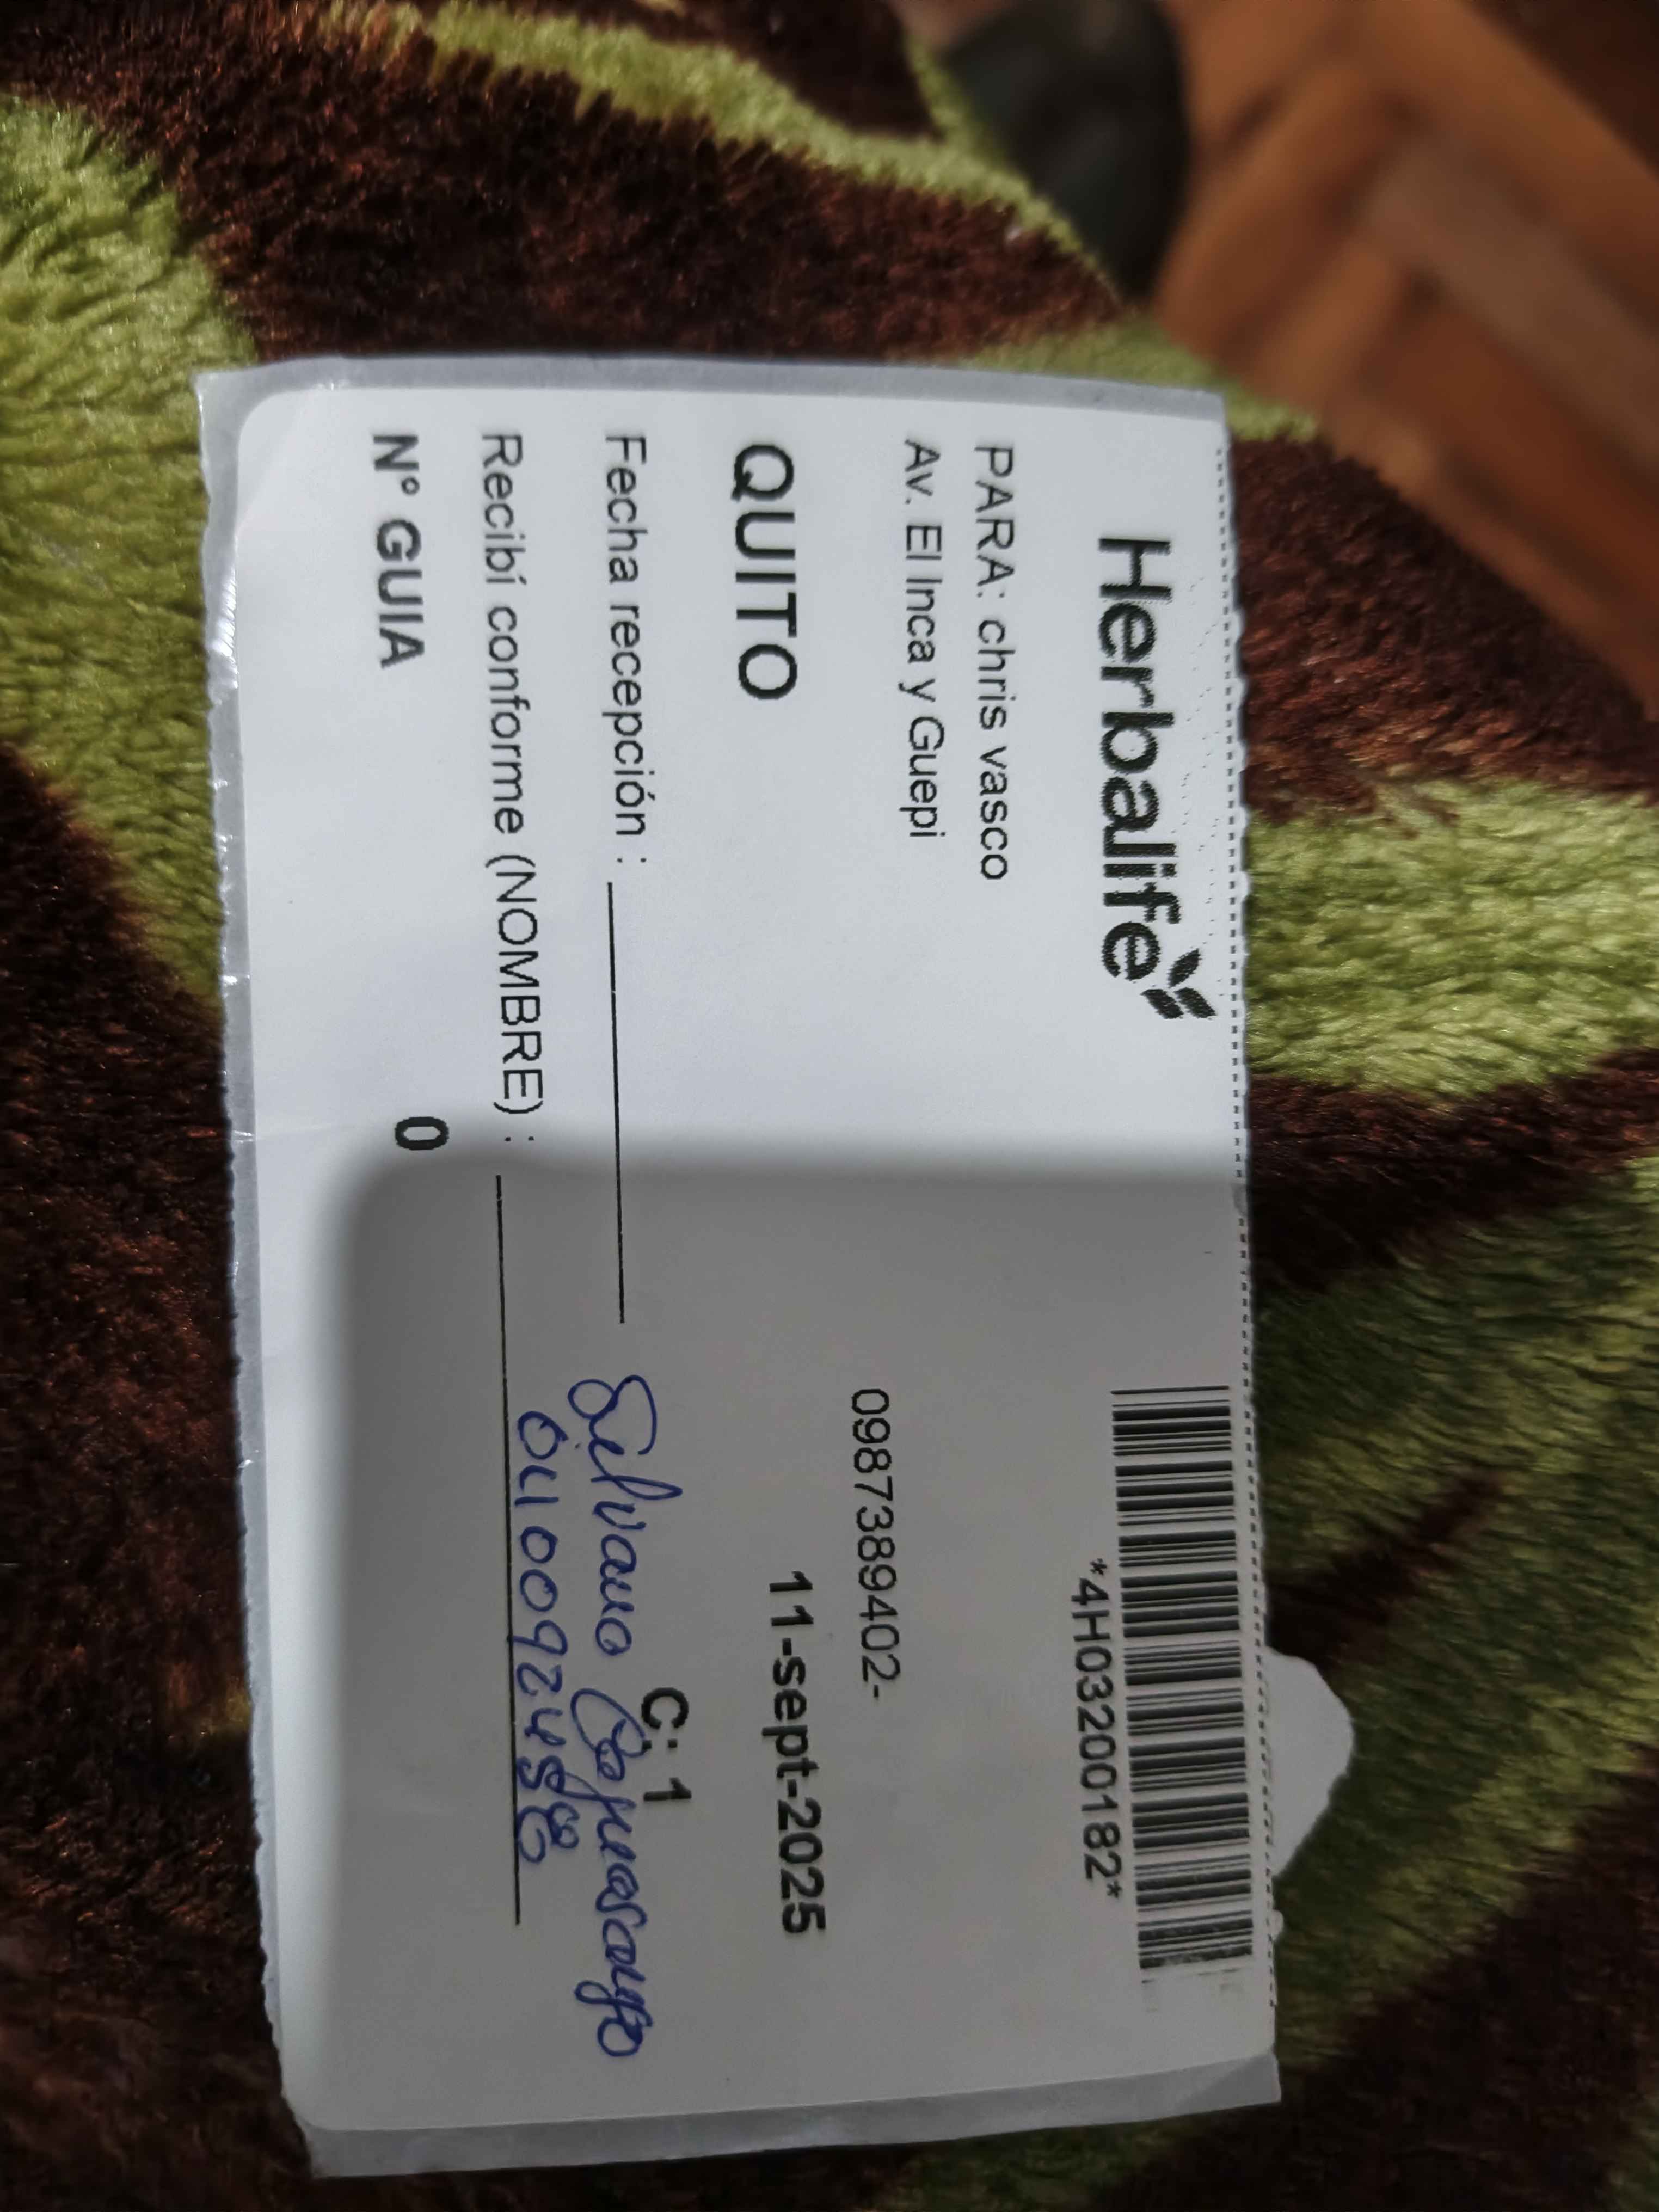 Herbalife
*4H03200182*
PARA: chris vasco
Av. El Inca y Guepi
0987389402-
QUITO
11-sept-2025
C: 1
Fecha recepción :
Silvano
Recibí conforme (NOMBRE) :
N° GUIA
0